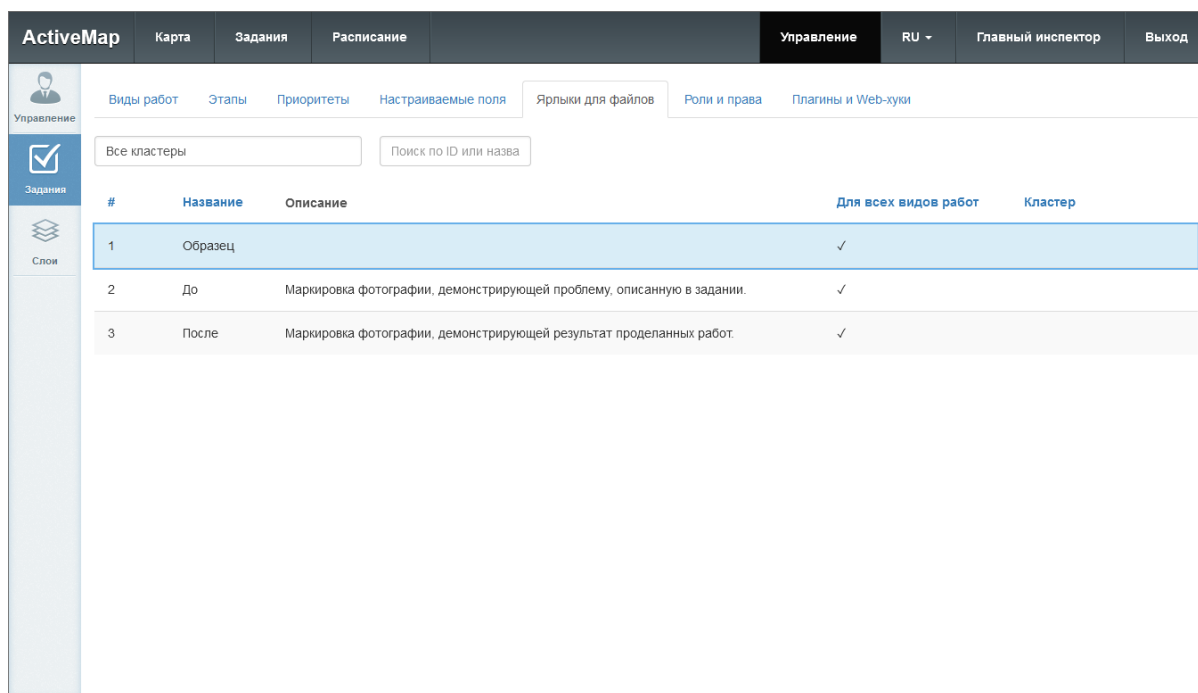 ActiveMap Карта Задания Расписание Управление RU Главный инспектор Выход
Управление
Задания
Слои
Виды работ Этапы Приоритеты Настраиваемые поля Ярлыки для файлов Роли и права Плагины и Web-хуки
Все кластеры Поиск по ID или назва
# Название Описание Для всех видов работ Кластер
1 Образец ✓
2 До Маркировка фотографии, демонстрирующей проблему, описанную в задании. ✓
3 После Маркировка фотографии, демонстрирующей результат проделанных работ. ✓